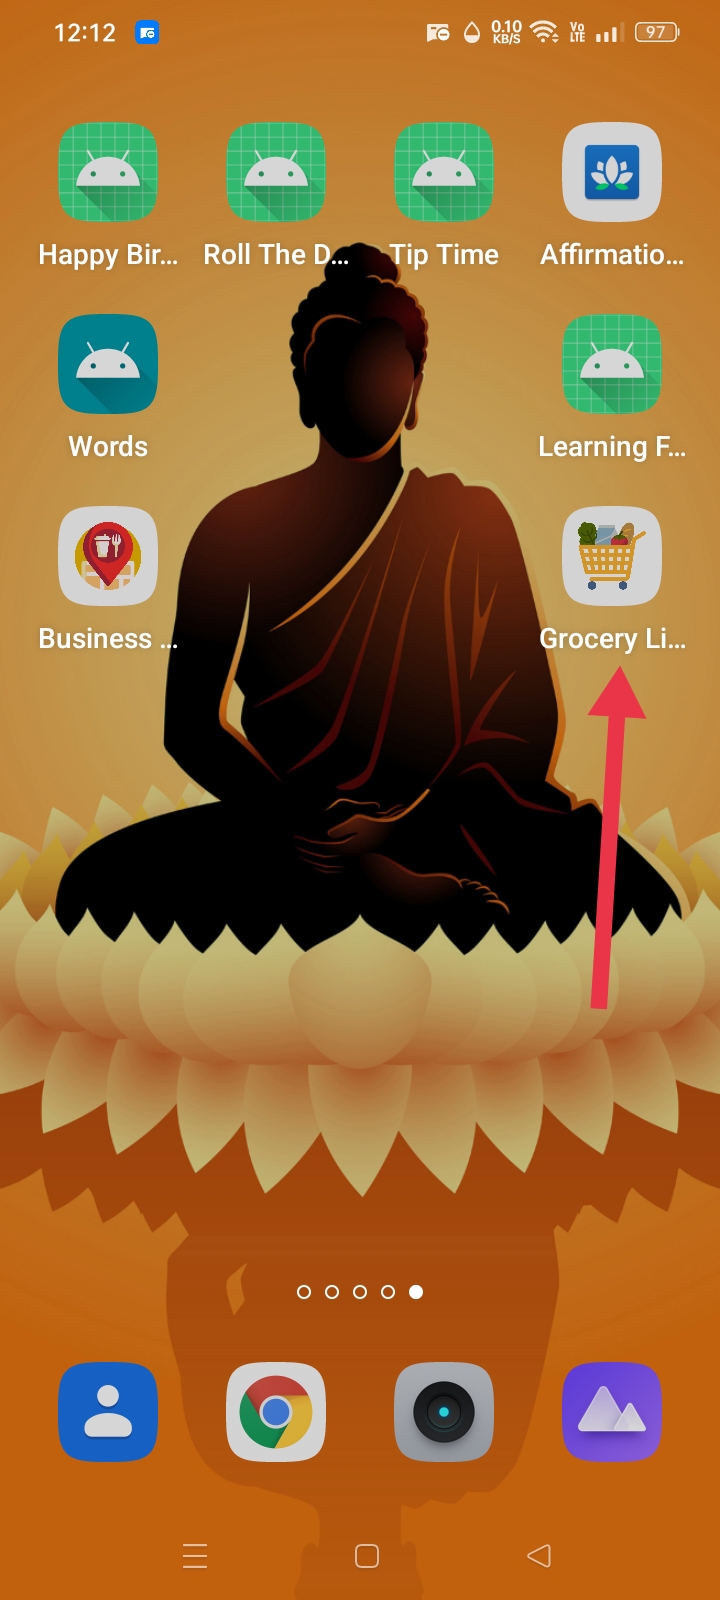 12:12
0.10
KB/S
Vo
LTE
97
Happy Bir...
Roll The D...
Tip Time
Affirmatio...
Words
Learning F...
Business ...
Grocery Li...